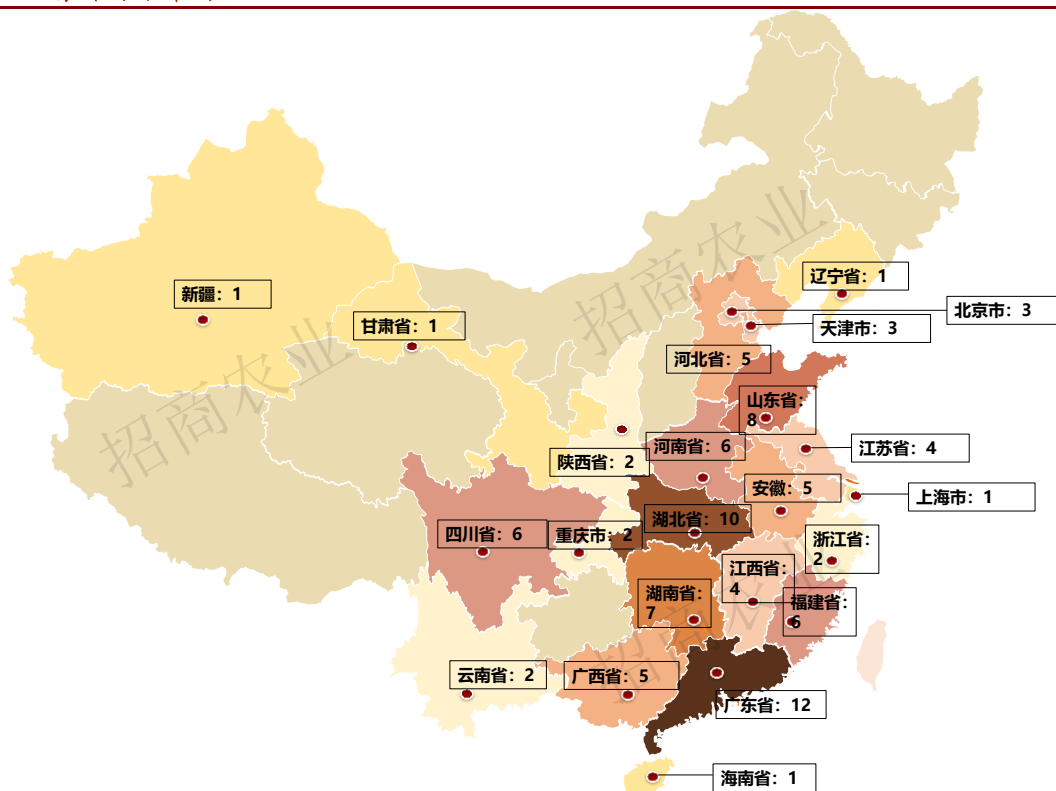 辽宁省：1
新疆：1
北京市：3
甘肃省：1
天津市：3
河北省：5
山东省：
8
河南省：6
江苏省：4
陕西省：2
安徽：5
上海市：1
湖北省：10
四川省：6
重庆市：2
浙江省：
2
江西省：
4
湖南省：
7
福建省：
6
云南省：2
广西省：5
广东省：12
海南省：1
招商农业
招商农业
招商农业